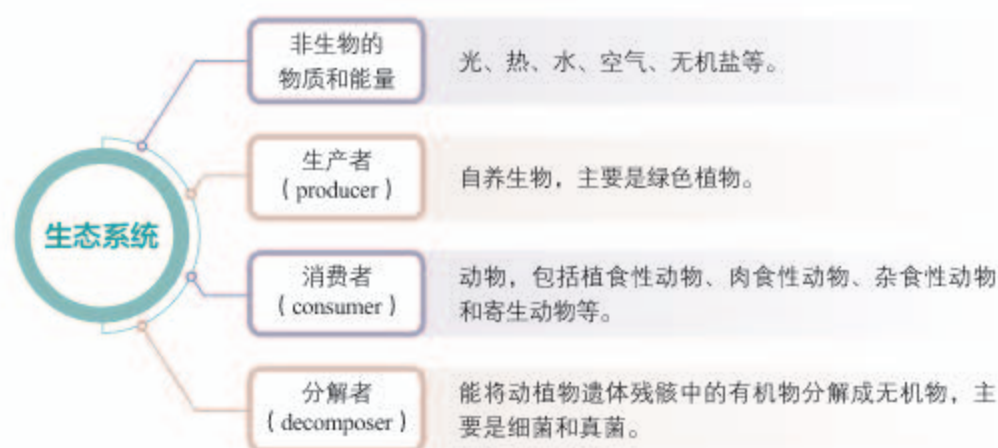 非生物的
物质和能量
光、热、水、空气、无机盐等。
生产者
（producer）
自养生物，主要是绿色植物。
生态系统
消费者
（consumer）
动物，包括植食性动物、肉食性动物、杂食性动物
和寄生动物等。
分解者
（decomposer）
能将动植物遗体残骸中的有机物分解成无机物，主
要是细菌和真菌。